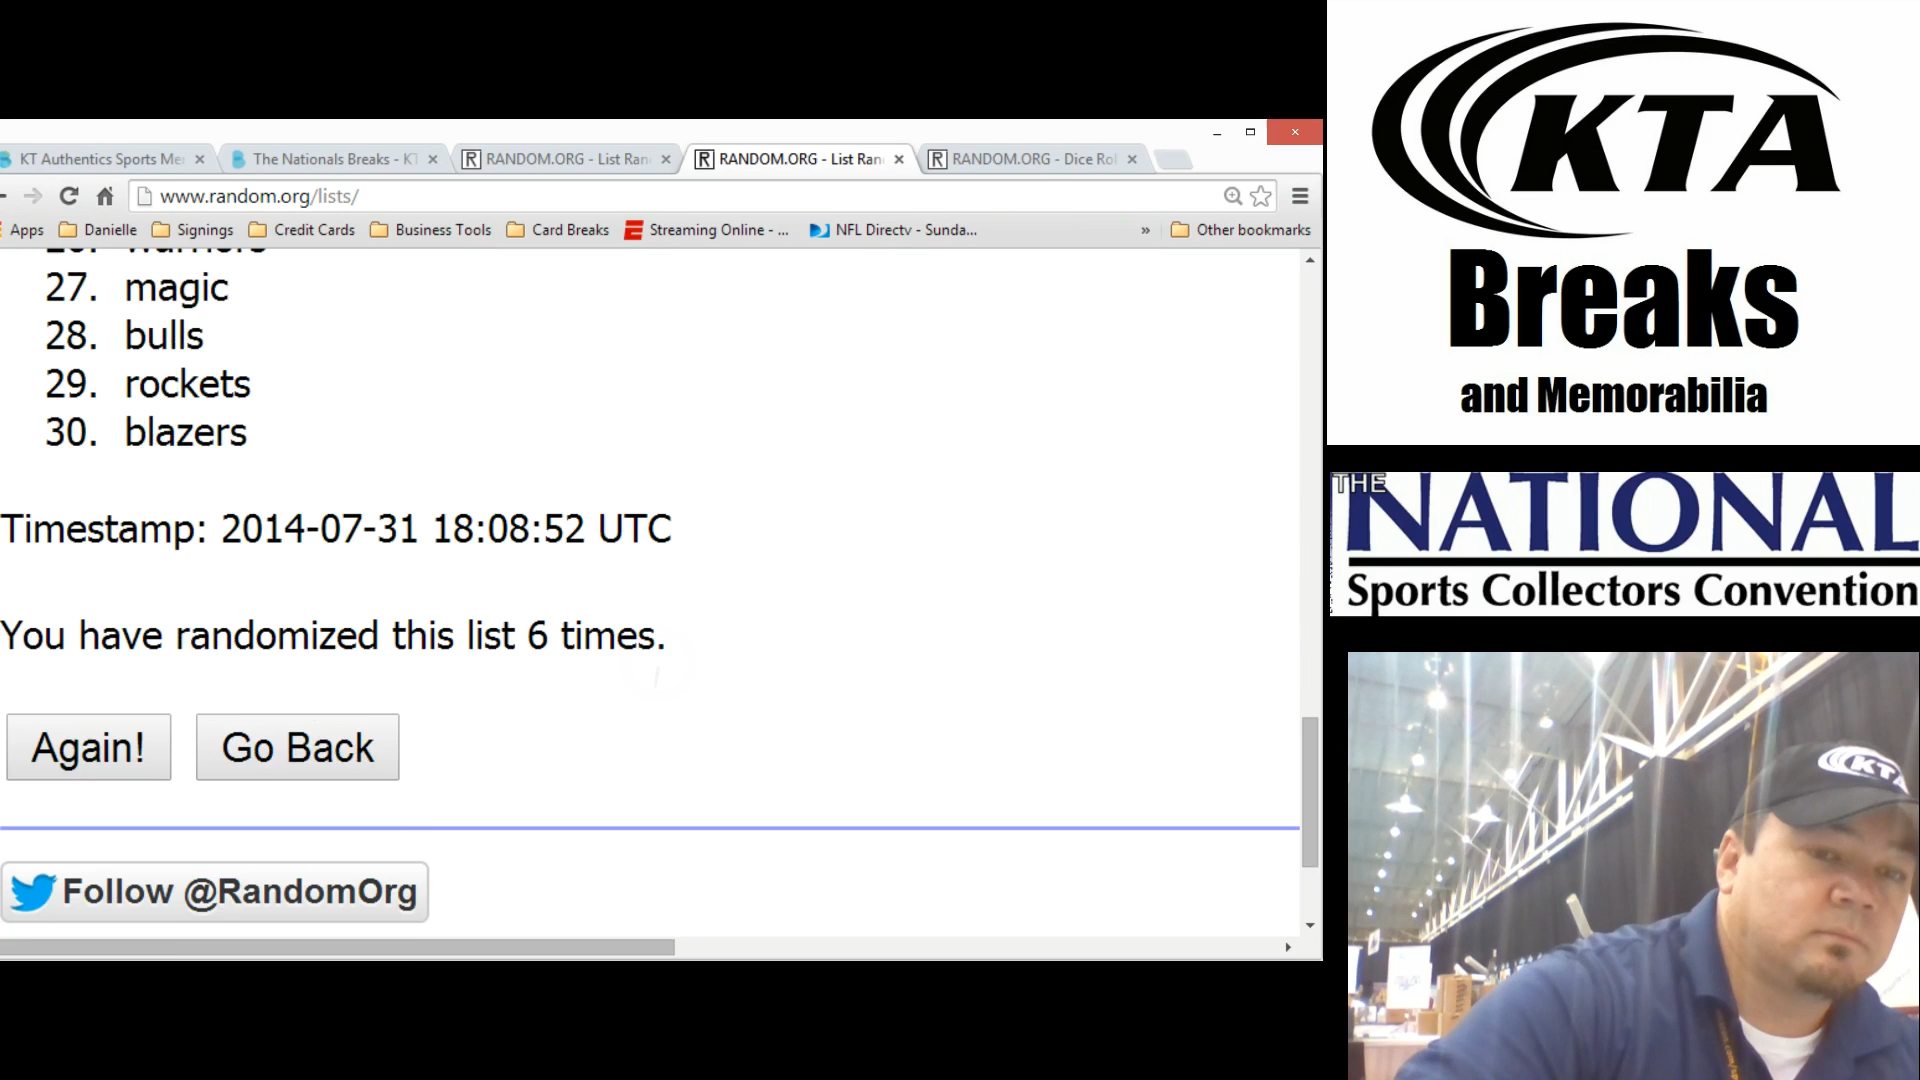 KT Authentics Sports Me
The Nationals Breaks - KT
RANDOM.ORG - List Ran
RANDOM.ORG - List Ran
RANDOM.ORG - Dice Rol
www.random.org/lists/
Apps
Danielle
Signings
Credit Cards
Business Tools
Card Breaks
Streaming Online - ...
NFL Directv - Sunda...
»
Other bookmarks
27. magic
28. bulls
29. rockets
30. blazers
Timestamp: 2014-07-31 18:08:52 UTC
You have randomized this list 6 times.
Again!
Go Back
Follow @RandomOrg
KTA
Breaks
and Memorabilia
THE
NATIONAL
Sports Collectors Convention
KTA